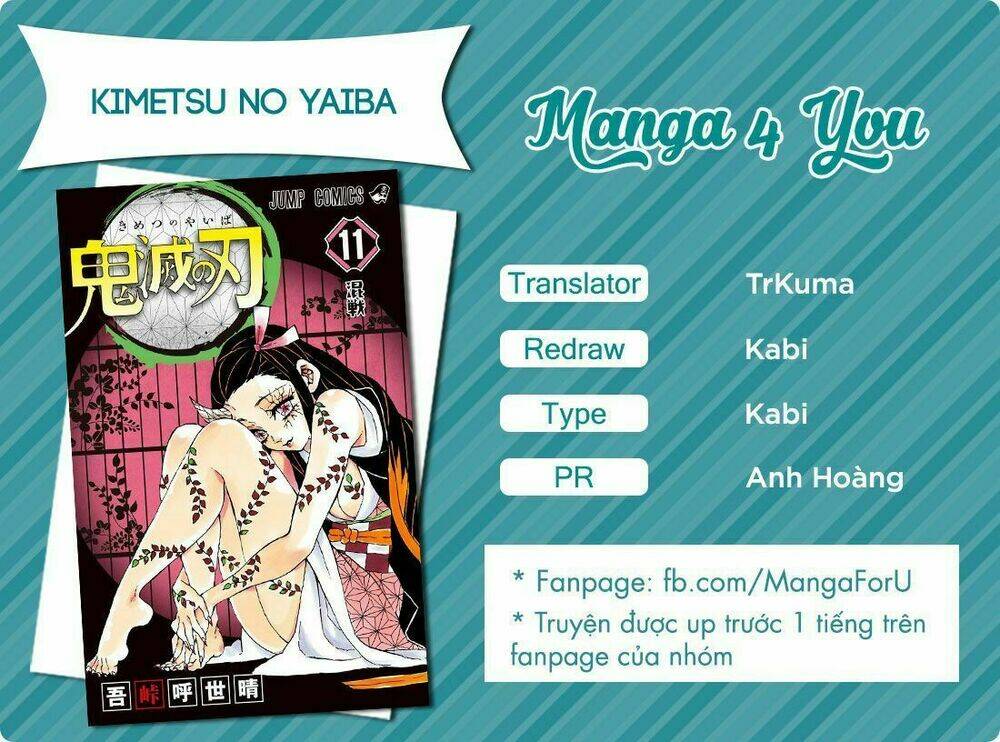 KIMETSU NO YAIBA
Manga 4 You
JUMP COMICS
きめつのやいば
鬼滅の刃
11
混戦
吾峠呼世晴
Translator TrKuma
Redraw Kabi
Type Kabi
PR Anh Hoàng
* Fanpage: fb.com/MangaForU
* Truyện được up trước 1 tiếng trên
fanpage của nhóm